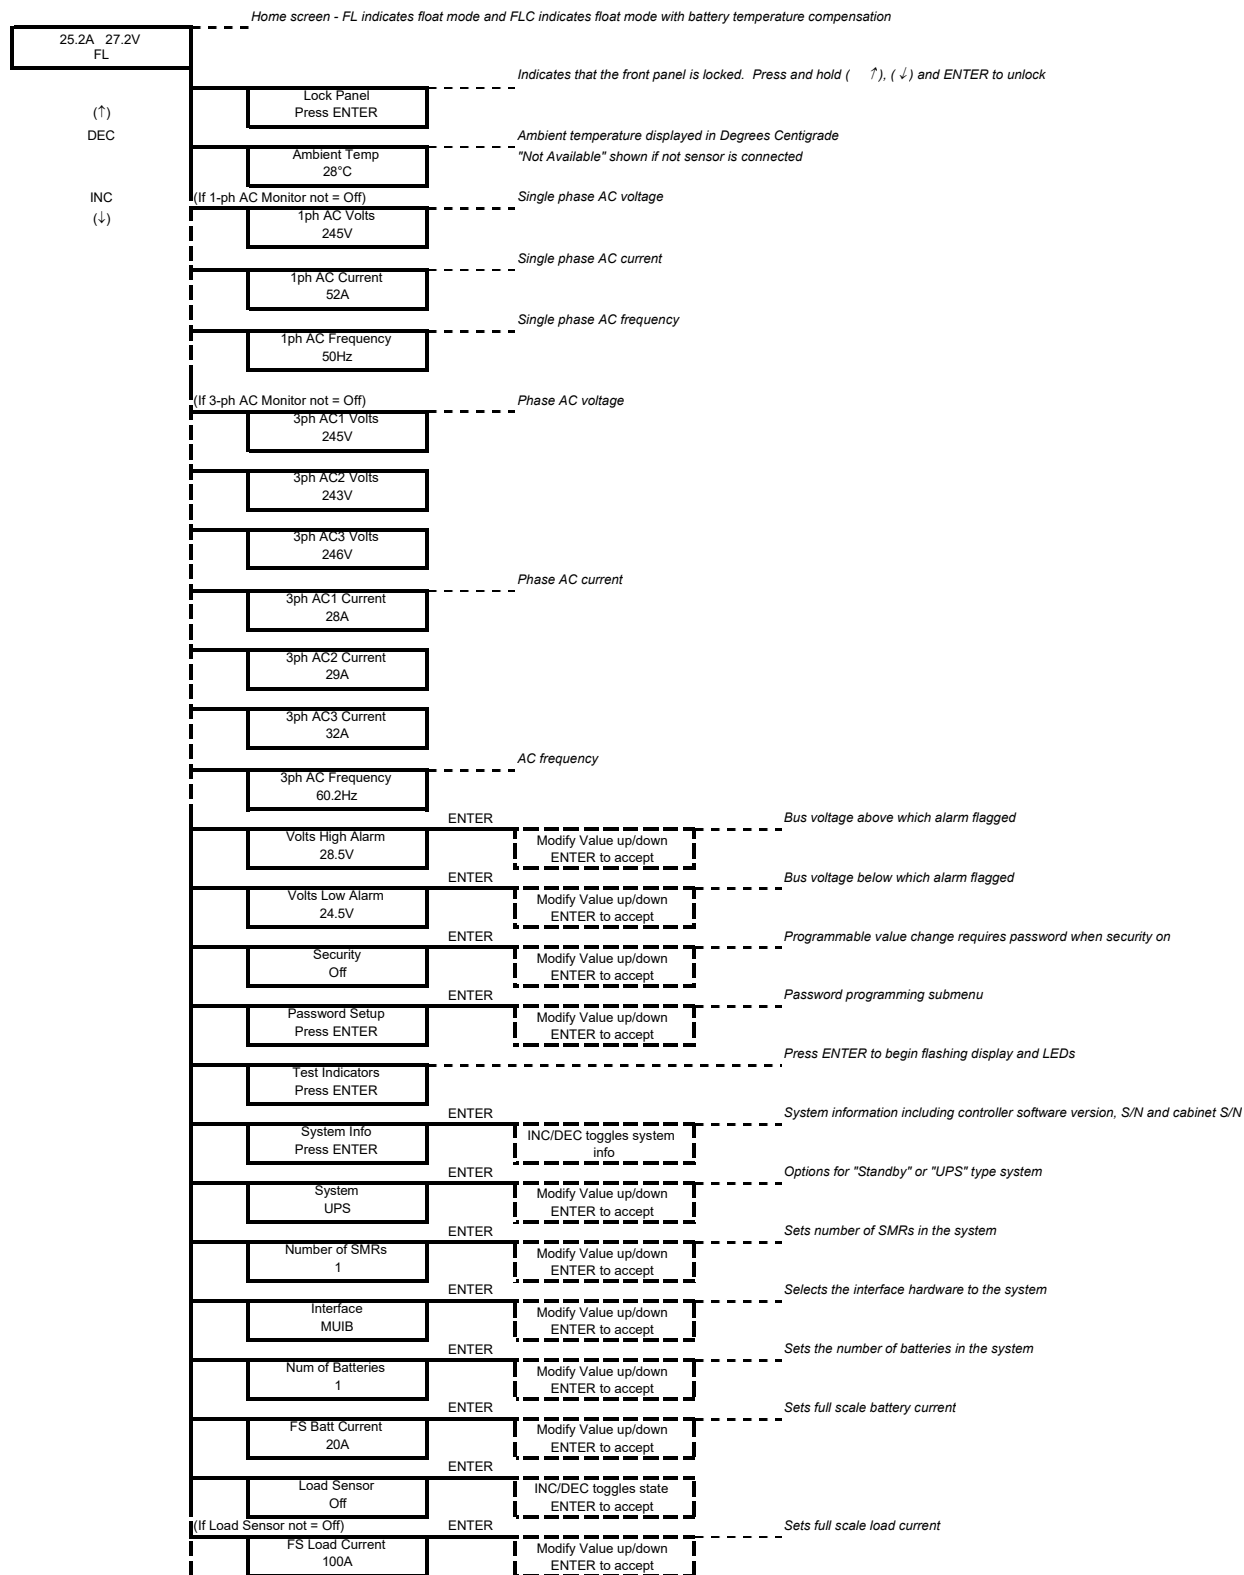 Home screen - FL indicates float mode and FLC indicates float mode with battery temperature compensation
25.2A 27.2V
FL
Indicates that the front panel is locked. Press and hold ( ↑), (↓) and ENTER to unlock
Lock Panel
Press ENTER
(↑)
DEC
Ambient temperature displayed in Degrees Centigrade
"Not Available" shown if not sensor is connected
Ambient Temp
28°C
INC
(↓)
(If 1-ph AC Monitor not = Off)
Single phase AC voltage
1ph AC Volts
245V
Single phase AC current
1ph AC Current
52A
Single phase AC frequency
1ph AC Frequency
50Hz
(If 3-ph AC Monitor not = Off)
Phase AC voltage
3ph AC1 Volts
245V
3ph AC2 Volts
243V
3ph AC3 Volts
246V
Phase AC current
3ph AC1 Current
28A
3ph AC2 Current
29A
3ph AC3 Current
32A
AC frequency
3ph AC Frequency
60.2Hz
ENTER
Bus voltage above which alarm flagged
Volts High Alarm
28.5V
Modify Value up/down
ENTER to accept
ENTER
Bus voltage below which alarm flagged
Volts Low Alarm
24.5V
Modify Value up/down
ENTER to accept
ENTER
Programmable value change requires password when security on
Security
Off
Modify Value up/down
ENTER to accept
ENTER
Password programming submenu
Password Setup
Press ENTER
Modify Value up/down
ENTER to accept
Press ENTER to begin flashing display and LEDs
Test Indicators
Press ENTER
ENTER
System information including controller software version, S/N and cabinet S/N
System Info
Press ENTER
INC/DEC toggles system
info
ENTER
Options for "Standby" or "UPS" type system
System
UPS
Modify Value up/down
ENTER to accept
ENTER
Sets number of SMRs in the system
Number of SMRs
1
Modify Value up/down
ENTER to accept
ENTER
Selects the interface hardware to the system
Interface
MUIB
Modify Value up/down
ENTER to accept
ENTER
Sets the number of batteries in the system
Num of Batteries
1
Modify Value up/down
ENTER to accept
ENTER
Sets full scale battery current
FS Batt Current
20A
Modify Value up/down
ENTER to accept
ENTER
Load Sensor
Off
INC/DEC toggles state
ENTER to accept
(If Load Sensor not = Off)
ENTER
Sets full scale load current
FS Load Current
100A
Modify Value up/down
ENTER to accept